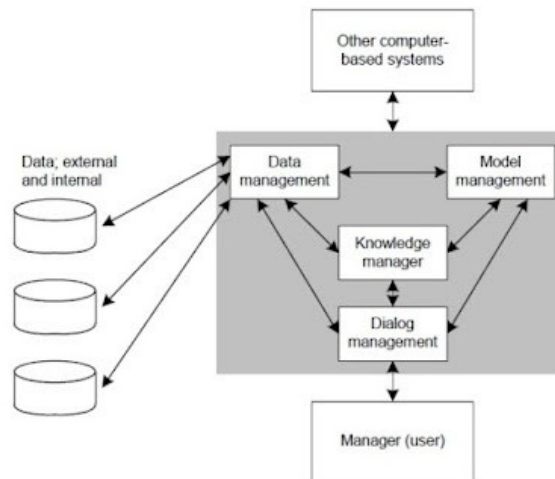 Other computer-
based systems
Data; external
and internal
Data
management
Model
management
Knowledge
manager
Dialog
management
Manager (user)